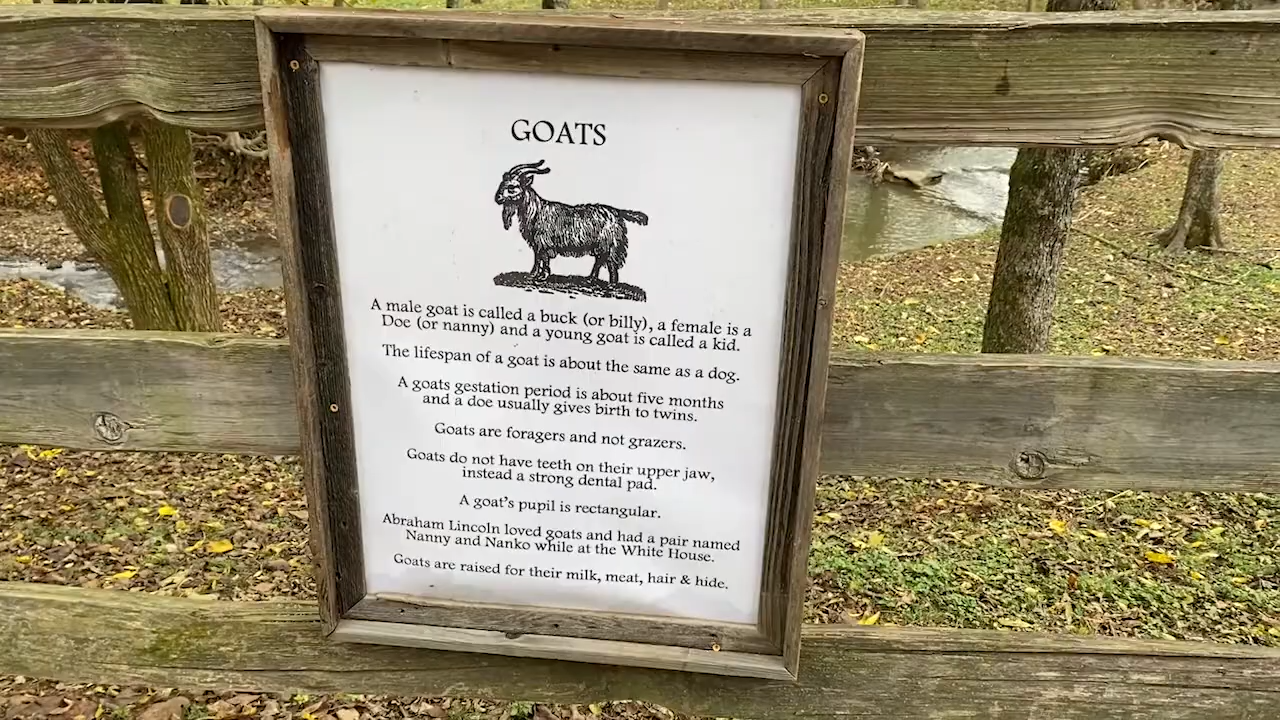 GOATS
A male goat is called a buck (or billy), a female is a
Doe (or nanny) and a young goat is called a kid.
The lifespan of a goat is about the same as a dog.
A goats gestation period is about five months
and a doe usually gives birth to twins.
Goats are foragers and not grazers.
Goats do not have teeth on their upper jaw,
instead a strong dental pad.
A goat's pupil is rectangular.
Abraham Lincoln loved goats and had a pair named
Nanny and Nanko while at the White House.
Goats are raised for their milk, meat, hair & hide.